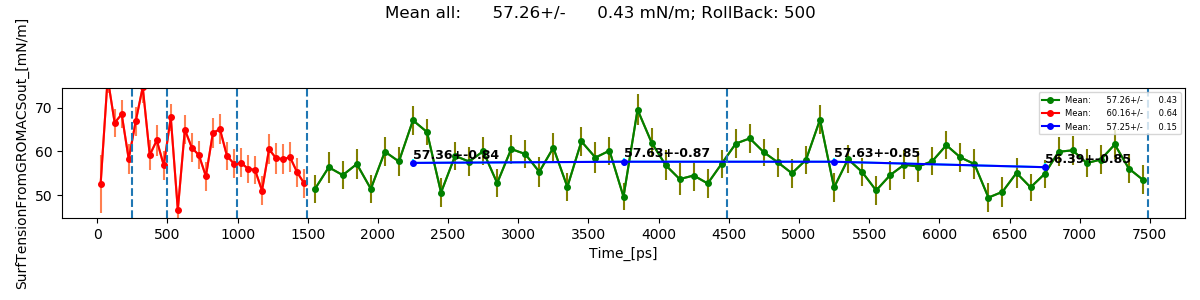 Mean all:      57.26+/-      0.43 mN/m; RollBack: 500
SurfTensionFromGROMACSout_[mN/m]
70
60
50
Mean:      57.26+/-      0.43
Mean:      60.16+/-      0.64
Mean:      57.25+/-      0.15
57.36+-0.84
57.63+-0.87
57.63+-0.85
56.39+-0.85
0 500 1000 1500 2000 2500 3000 3500 4000 4500 5000 5500 6000 6500 7000 7500
Time_[ps]